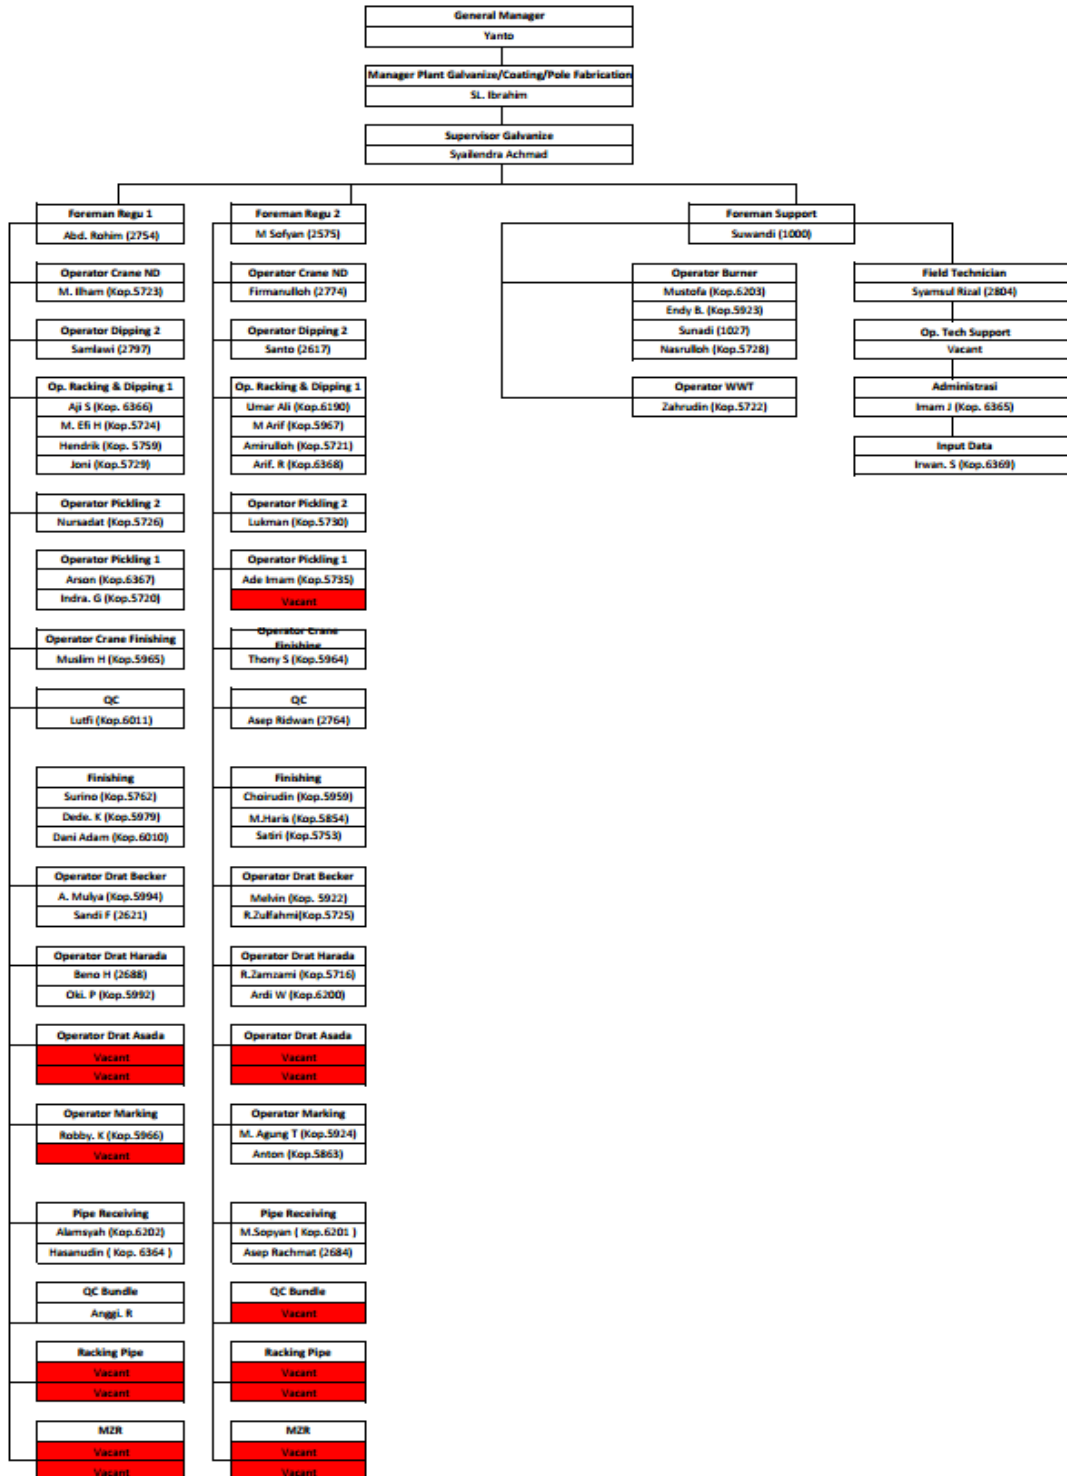 General Manager
Yanto
Manager Plant Galvanize/Coating/Pole Fabrication
SL. Ibrahim
Supervisor Galvanize
Syailendra Achmad
Foreman Regu 1
Abd. Rohim (2754)
Operator Crane ND
M. Ilham (Kop.5723)
Operator Dipping 2
Samlawi (2797)
Op. Racking & Dipping 1
Aji S (Kop. 6366)
M. Efi H (Kop.5724)
Hendrik (Kop. 5759)
Joni (Kop.5729)
Operator Pickling 2
Nursadat (Kop.5726)
Operator Pickling 1
Arson (Kop.6367)
Indra. G (Kop.5720)
Operator Crane Finishing
Muslim H (Kop.5965)
QC
Lutfi (Kop.6011)
Finishing
Surino (Kop.5762)
Dede. K (Kop.5979)
Dani Adam (Kop.6010)
Operator Drat Becker
A. Mulya (Kop.5994)
Sandi F (2621)
Operator Drat Harada
Beno H (2688)
Oki. P (Kop.5992)
Operator Drat Asada
Vacant
Vacant
Operator Marking
Robby. K (Kop.5966)
Vacant
Pipe Receiving
Alamsyah (Kop.6202)
Hasanudin ( Kop. 6364 )
QC Bundle
Anggi. R
Racking Pipe
Vacant
Vacant
MZR
Vacant
Vacant
Foreman Regu 2
M Sofyan (2575)
Operator Crane ND
Firmanulloh (2774)
Operator Dipping 2
Santo (2617)
Op. Racking & Dipping 1
Umar Ali (Kop.6190)
M Arif (Kop.5967)
Amirulloh (Kop.5721)
Arif. R (Kop.6368)
Operator Pickling 2
Lukman (Kop.5730)
Operator Pickling 1
Ade Imam (Kop.5735)
Vacant
Operator Crane
Finishing
Thony S (Kop.5964)
QC
Asep Ridwan (2764)
Finishing
Choirudin (Kop.5959)
M.Haris (Kop.5854)
Satiri (Kop.5753)
Operator Drat Becker
Melvin (Kop. 5922)
R.Zulfahmi(Kop.5725)
Operator Drat Harada
R.Zamzami (Kop.5716)
Ardi W (Kop.6200)
Operator Drat Asada
Vacant
Vacant
Operator Marking
M. Agung T (Kop.5924)
Anton (Kop.5863)
Pipe Receiving
M.Sopyan ( Kop.6201 )
Asep Rachmat (2684)
QC Bundle
Vacant
Racking Pipe
Vacant
Vacant
MZR
Vacant
Vacant
Foreman Support
Suwandi (1000)
Operator Burner
Mustofa (Kop.6203)
Endy B. (Kop.5923)
Sunadi (1027)
Nasrulloh (Kop.5728)
Operator WWT
Zahrudin (Kop.5722)
Field Technician
Syamsul Rizal (2804)
Op. Tech Support
Vacant
Administrasi
Imam J (Kop. 6365)
Input Data
Irwan. S (Kop.6369)